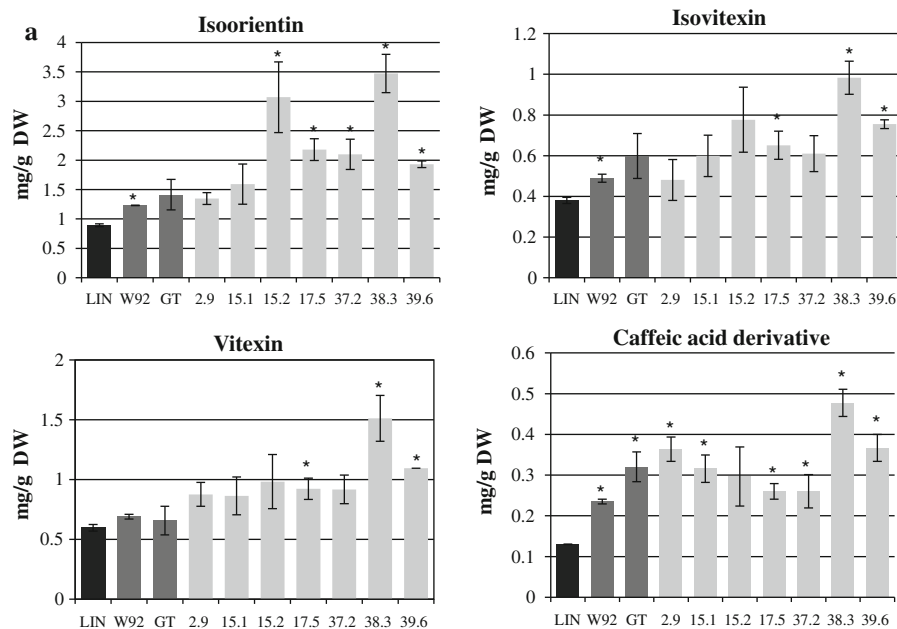 a
Isoorientin
mg/g DW
4
3.5
3
2.5
2
1.5
1
0.5
0
* * * * * *
LIN W92 GT 2.9 15.1 15.2 17.5 37.2 38.3 39.6
Isovitexin
mg/g DW
1.2
1
0.8
0.6
0.4
0.2
0
* * * *
LIN W92 GT 2.9 15.1 15.2 17.5 37.2 38.3 39.6
Vitexin
mg/g DW
2
1.5
1
0.5
0
* * *
LIN W92 GT 2.9 15.1 15.2 17.5 37.2 38.3 39.6
Caffeic acid derivative
mg/g DW
0.6
0.5
0.4
0.3
0.2
0.1
0
* * * * * * * *
LIN W92 GT 2.9 15.1 15.2 17.5 37.2 38.3 39.6